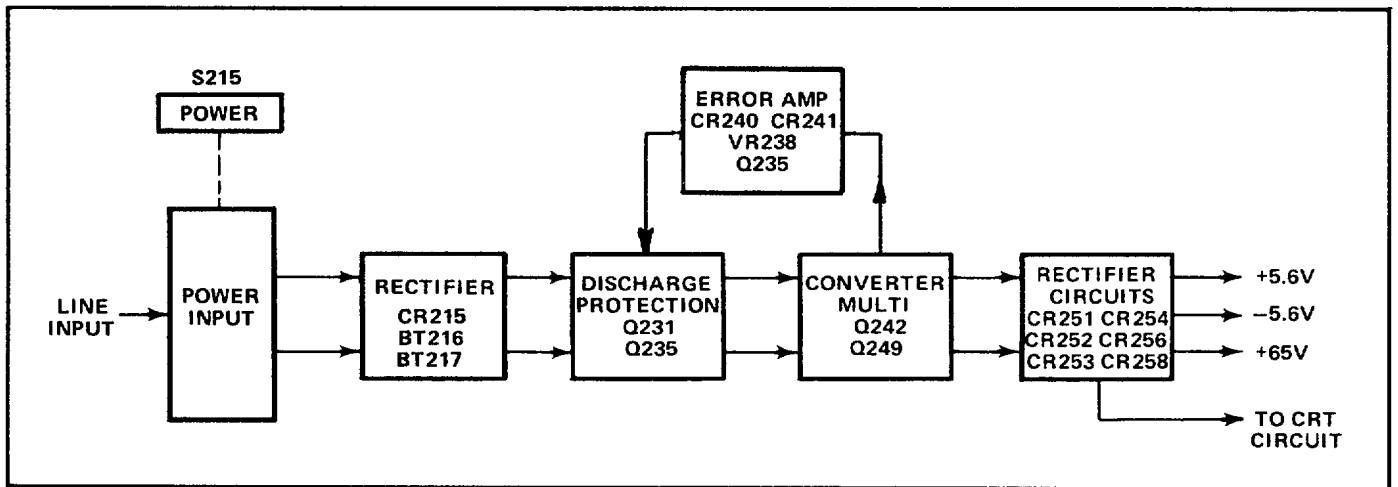 S215
POWER
ERROR AMP
CR240 CR241
VR238
Q235
LINE
INPUT
POWER
INPUT
RECTIFIER
CR215
BT216
BT217
DISCHARGE
PROTECTION
Q231
Q235
CONVERTER
MULTI
Q242
Q249
RECTIFIER
CIRCUITS
CR251 CR254
CR252 CR256
CR253 CR258
+5.6V
−5.6V
+65V
TO CRT
CIRCUIT